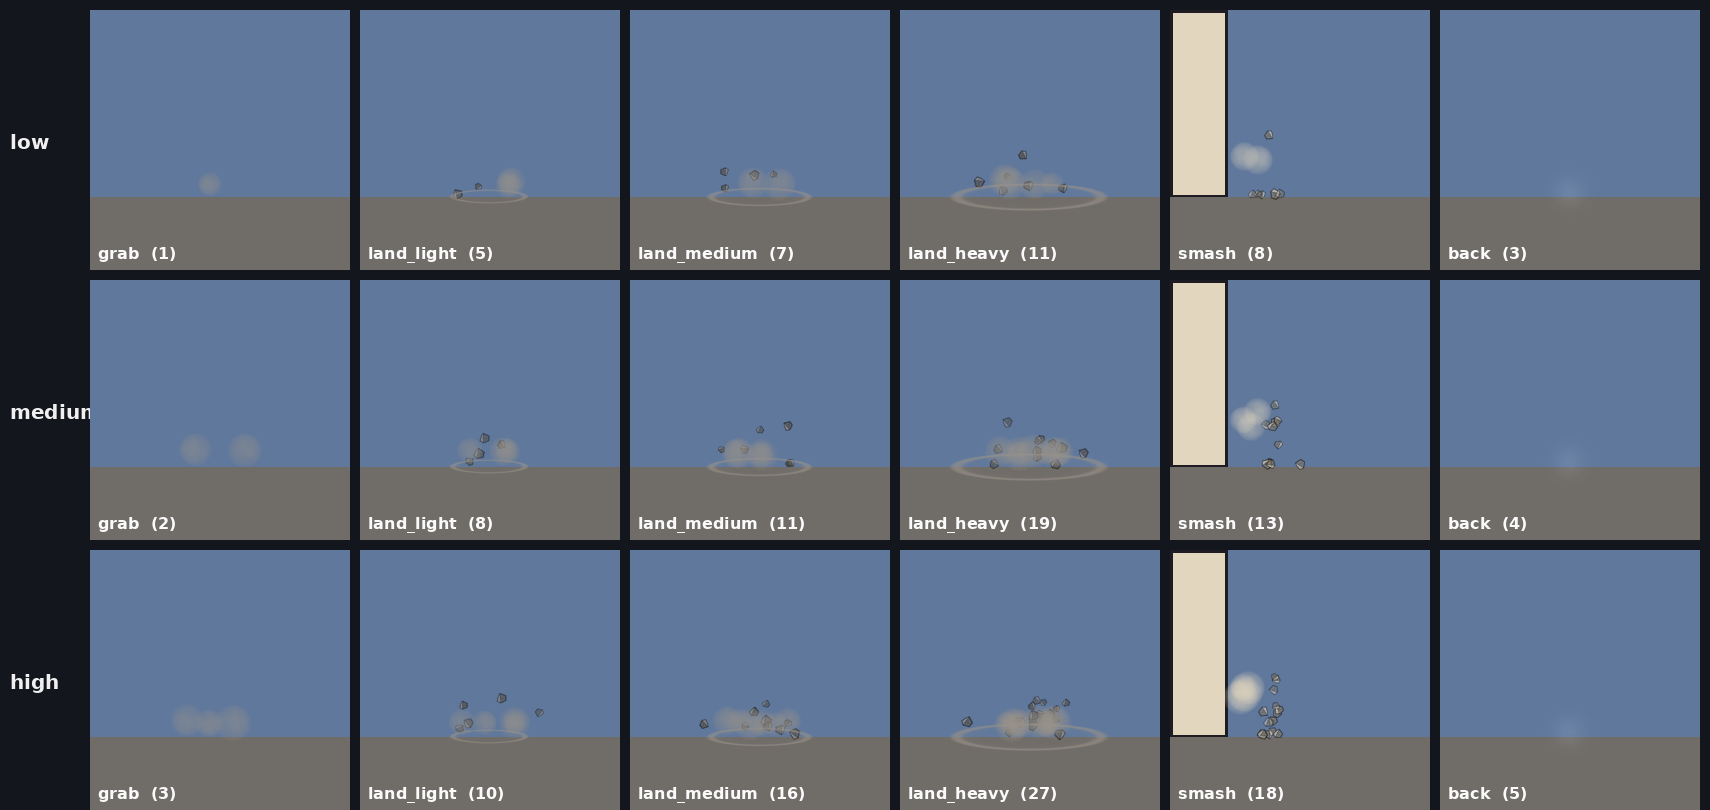 low
grab (1)
land_light (5)
land_medium (7)
land_heavy (11)
smash (8)
back (3)
medium
grab (2)
land_light (8)
land_medium (11)
land_heavy (19)
smash (13)
back (4)
high
grab (3)
land_light (10)
land_medium (16)
land_heavy (27)
smash (18)
back (5)